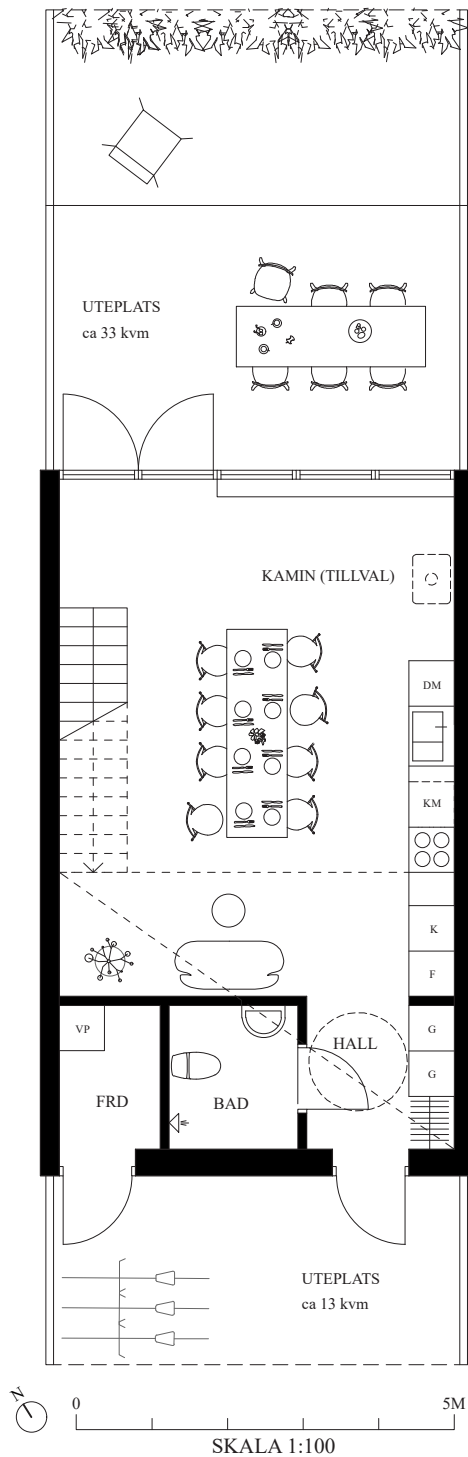 UTEPLATS
ca 33 kvm
KAMIN (TILLVAL)
DM
KM
K
F
VP
G
HALL
G
FRD
BAD
UTEPLATS
ca 13 kvm
N
0
5M
SKALA 1:100